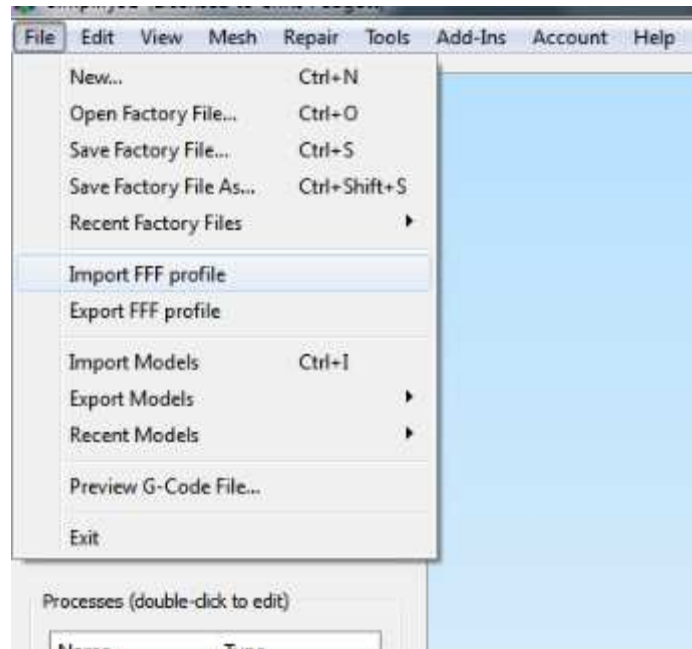 File Edit View Mesh Repair Tools Add-Ins Account Help
New... Ctrl+N
Open Factory File... Ctrl+O
Save Factory File... Ctrl+S
Save Factory File As... Ctrl+Shift+S
Recent Factory Files
Import FFF profile
Export FFF profile
Import Models Ctrl+I
Export Models
Recent Models
Preview G-Code File...
Exit
Processes (double-click to edit)
Name Type